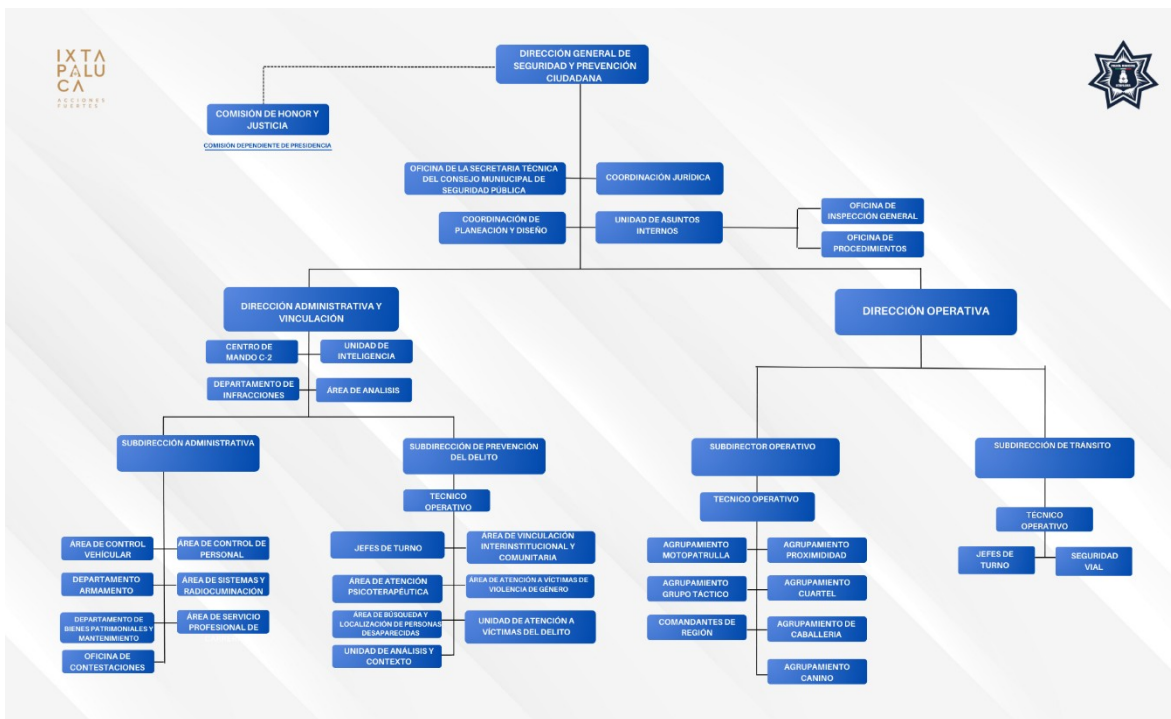 IXTA
PALU
CA
ACCIONES
FUERTES
DIRECCIÓN GENERAL DE
SEGURIDAD Y PREVENCIÓN
CIUDADANA
COMISIÓN DE HONOR Y
JUSTICIA
COMISIÓN DEPENDIENTE DE PRESIDENCIA
OFICINA DE LA SECRETARIA TÉCNICA
DEL CONSEJO MUNIUCIPAL DE
SEGURIDAD PÚBLICA
COORDINACIÓN JURÍDICA
COORDINACIÓN DE
PLANEACIÓN Y DISEÑO
UNIDAD DE ASUNTOS
INTERNOS
OFICINA DE
INSPECCIÓN GENERAL
OFICINA DE
PROCEDIMIENTOS
DIRECCIÓN ADMINISTRATIVA Y
VINCULACIÓN
DIRECCIÓN OPERATIVA
CENTRO DE
MANDO C-2
UNIDAD DE
INTELIGENCIA
DEPARTAMENTO DE
INFRACCIONES
ÁREA DE ANALISIS
SUBDIRECCIÓN ADMINISTRATIVA
SUBDIRECCIÓN DE PREVENCIÓN
DEL DELITO
SUBDIRECTOR OPERATIVO
SUBDIRECCIÓN DE TRÁNSITO
ÁREA DE CONTROL
VEHÍCULAR
ÁREA DE CONTROL DE
PERSONAL
DEPARTAMENTO
ARMAMENTO
ÁREA DE SISTEMAS Y
RADIOCUMINACIÓN
DEPARTAMENTO DE
BIENES PATRIMONIALES Y
MANTENIMIENTO
ÁREA DE SERVICIO
PROFESIONAL DE
OFICINA DE
CONTESTACIONES
TECNICO
OPERATIVO
JEFES DE TURNO
ÁREA DE VINCULACIÓN
INTERINSTITUCIONAL Y
COMUNITARIA
ÁREA DE ATENCIÓN
PSICOTERAPÉUTICA
ÁREA DE ATENCIÓN A VÍCTIMAS DE
VIOLENCIA DE GÉNERO
ÁREA DE BÚSQUEDA Y
LOCALIZACIÓN DE PERSONAS
DESAPARECIDAS
UNIDAD DE ATENCIÓN A
VÍCTIMAS DEL DELITO
UNIDAD DE ANÁLISIS Y
CONTEXTO
TECNICO OPERATIVO
AGRUPAMIENTO
MOTOPATRULLA
AGRUPAMIENTO
PROXIMIDIDAD
AGRUPAMIENTO
GRUPO TÁCTICO
AGRUPAMIENTO
CUARTEL
COMANDANTES DE
REGIÓN
AGRUPAMIENTO DE
CABALLERIA
AGRUPAMIENTO
CANINO
TÉCNICO
OPERATIVO
JEFES DE
TURNO
SEGURIDAD
VIAL